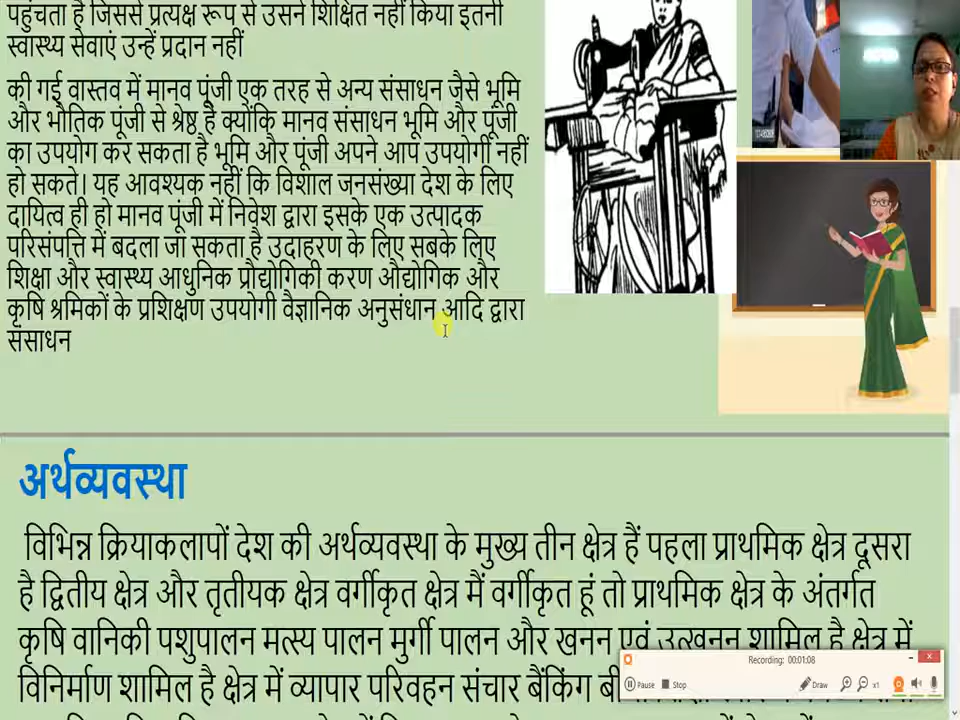 पहुंचता है जिससे प्रत्यक्ष रूप से उसने शिक्षित नहीं किया इतनी
स्वास्थ्य सेवाएं उन्हें प्रदान नहीं
की गई वास्तव में मानव पूंजी एक तरह से अन्य संसाधन जैसे भूमि
और भौतिक पूंजी से श्रेष्ठ है क्योंकि मानव संसाधन भूमि और पूंजी
का उपयोग कर सकता है भूमि और पूंजी अपने आप उपयोगी नहीं
हो सकते। यह आवश्यक नहीं कि विशाल जनसंख्या देश के लिए
दायित्व ही हो मानव पूंजी में निवेश द्वारा इसके एक उत्पादक
परिसंपत्ति में बदला जा सकता है उदाहरण के लिए सबके लिए
शिक्षा और स्वास्थ्य आधुनिक प्रौद्योगिकी करण औद्योगिक और
कृषि श्रमिकों के प्रशिक्षण उपयोगी वैज्ञानिक अनुसंधान आदि द्वारा
संसाधन
अर्थव्यवस्था
विभिन्न क्रियाकलापों देश की अर्थव्यवस्था के मुख्य तीन क्षेत्र हैं पहला प्राथमिक क्षेत्र दूसरा
है द्वितीय क्षेत्र और तृतीयक क्षेत्र वर्गीकृत क्षेत्र मैं वर्गीकृत हूं तो प्राथमिक क्षेत्र के अंतर्गत
कृषि वानिकी पशुपालन मत्स्य पालन मुर्गी पालन और खनन एवं उत्खनन शामिल है क्षेत्र में
विनिर्माण शामिल है क्षेत्र में व्यापार परिवहन संचार बैंकिंग
Recording: 00:01:08
Pause Stop Draw x1